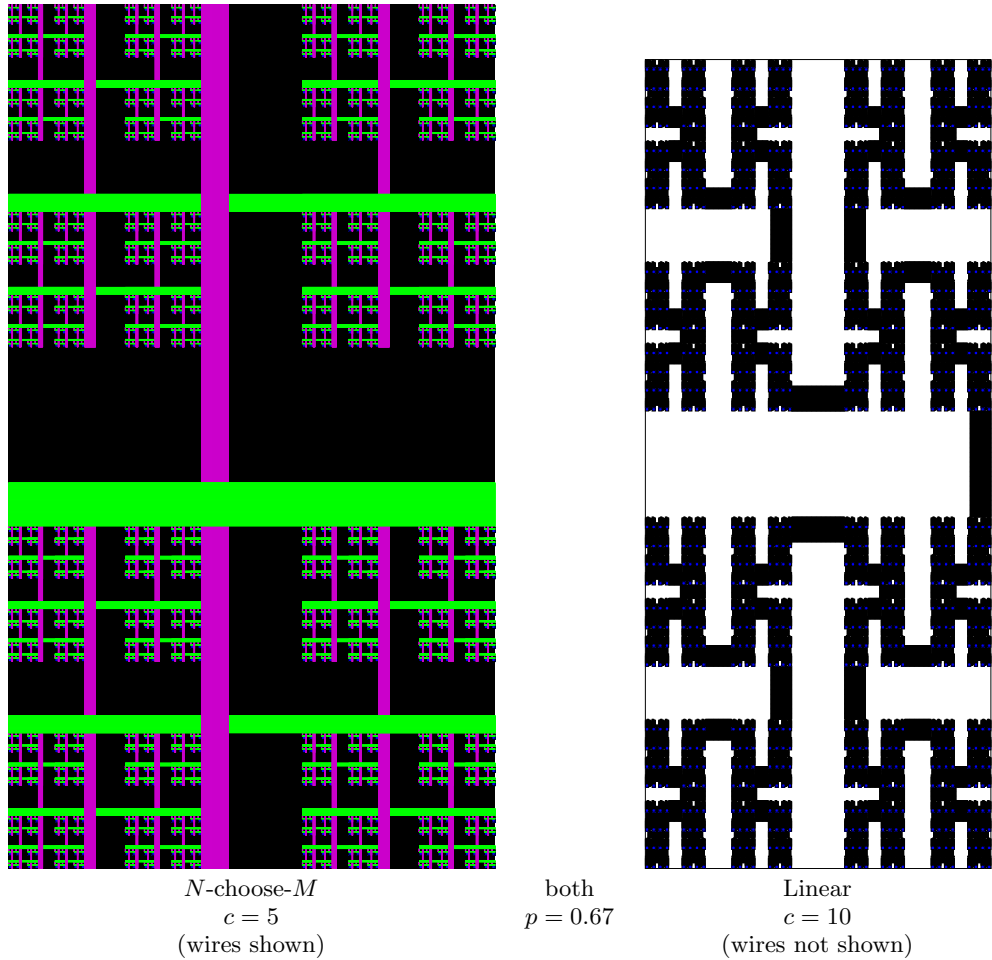 N-choose-M
c = 5
(wires shown)
both
p = 0.67
Linear
c = 10
(wires not shown)